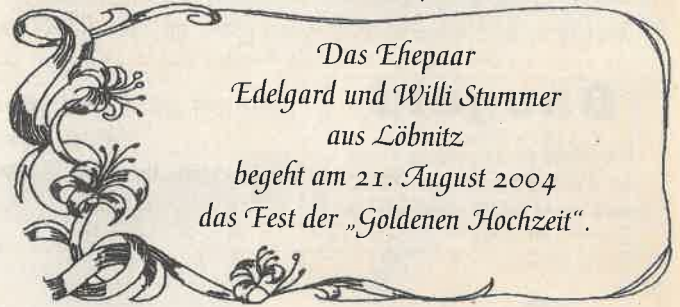 Das Ehepaar
Edelgard und Willi Stummer
aus Löbnitz
begeht am 21. August 2004
das Fest der „Goldenen Hochzeit“.